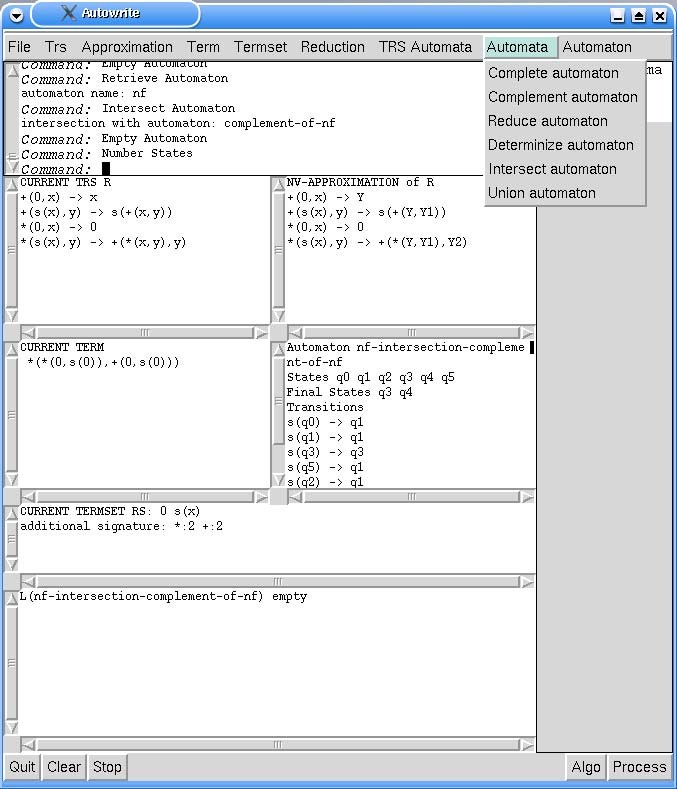 Autowrite
File Trs Approximation Term Termset Reduction TRS Automata Automata Automaton
Command: Empty Automaton
Command: Retrieve Automaton
automaton name: nf
Command: Intersect Automaton
intersection with automaton: complement-of-nf
Command: Empty Automaton
Command: Number States
Command:
ma
Complete automaton
Complement automaton
Reduce automaton
Determinize automaton
Intersect automaton
Union automaton
CURRENT TRS R
+(0,x) -> x
+(s(x),y) -> s(+(x,y))
*(0,x) -> 0
*(s(x),y) -> +(*(x,y),y)
NV-APPROXIMATION of R
+(0,x) -> Y
+(s(x),y) -> s(+(Y,Y1))
*(0,x) -> 0
*(s(x),y) -> +(*(Y,Y1),Y2)
CURRENT TERM
*(*(0,s(0)),+(0,s(0)))
Automaton nf-intersection-compleme
nt-of-nf
States q0 q1 q2 q3 q4 q5
Final States q3 q4
Transitions
s(q0) -> q1
s(q1) -> q1
s(q3) -> q3
s(q5) -> q1
s(q2) -> q1
CURRENT TERMSET RS: 0 s(x)
additional signature: *:2 +:2
L(nf-intersection-complement-of-nf) empty
Quit Clear Stop Algo Process